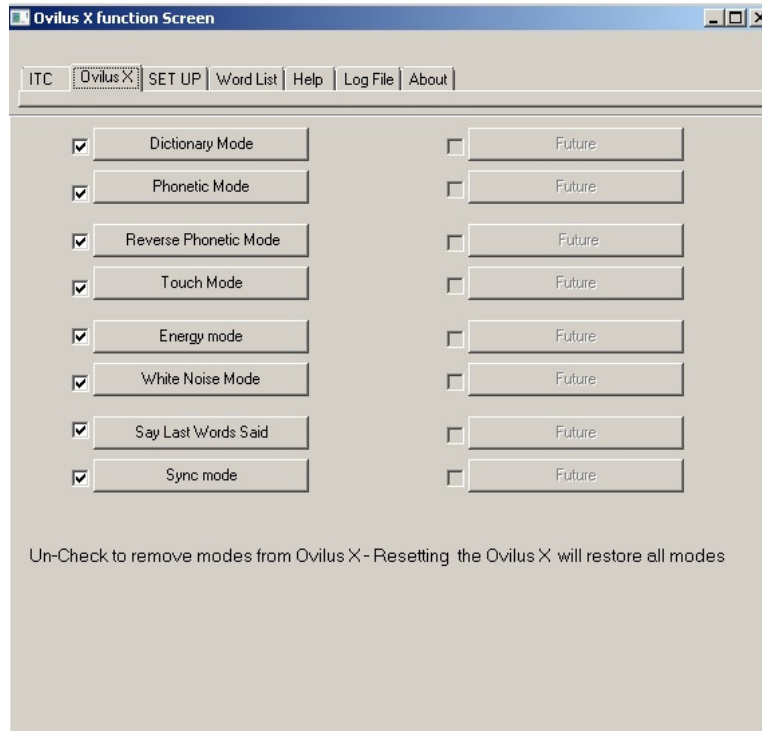 Ovilus X function Screen
ITC Ovilus X SET UP Word List Help Log File About
Dictionary Mode Future
Phonetic Mode Future
Reverse Phonetic Mode Future
Touch Mode Future
Energy mode Future
White Noise Mode Future
Say Last Words Said Future
Sync mode Future
Un-Check to remove modes from Ovilus X - Resetting the Ovilus X will restore all modes